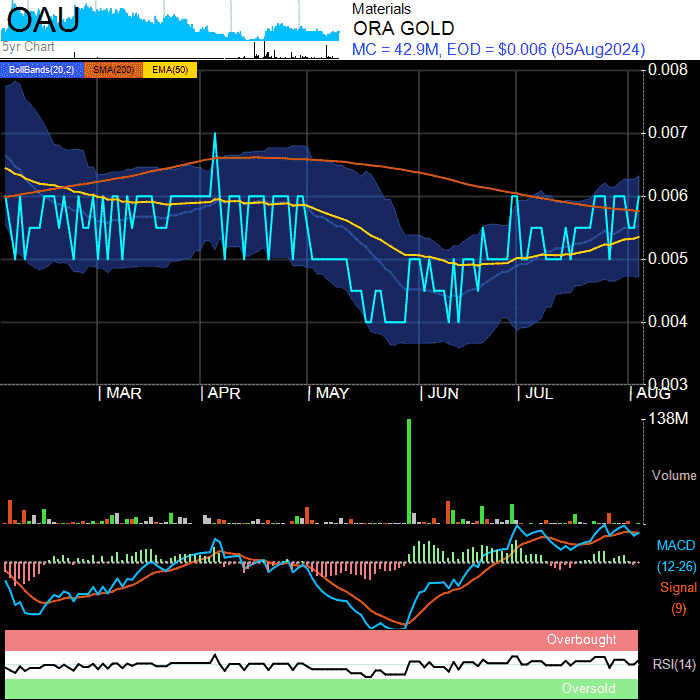 OAU
5yr Chart
Materials
ORA GOLD
MC = 42.9M, EOD = $0.006 (05Aug2024)
BollBands(20,2) SMA(200) EMA(50)
0.008
0.007
0.006
0.005
0.004
0.003
MAR APR MAY JUN JUL AUG
138M
Volume
MACD
(12-26)
Signal
(9)
Overbought
RSI(14)
Oversold